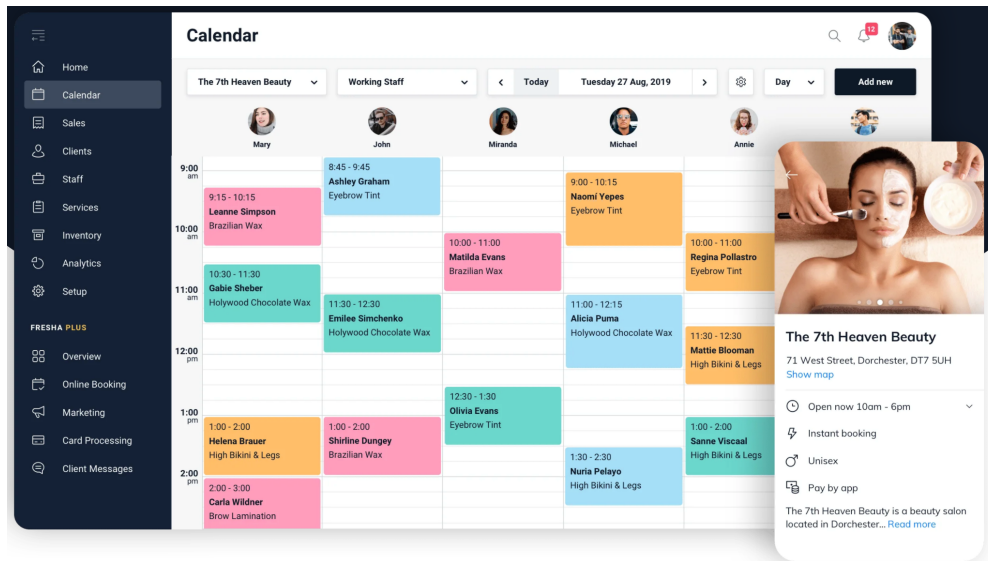 Calendar
12
Home
Calendar
Sales
Clients
Staff
Services
Inventory
Analytics
Setup
FRESHA PLUS
Overview
Online Booking
Marketing
Card Processing
Client Messages
The 7th Heaven Beauty
Working Staff
Today
Tuesday 27 Aug, 2019
Day
Add new
Mary
John
Miranda
Michael
Annie
9:00
am
10:00
am
11:00
am
12:00
pm
1:00
pm
2:00
pm
9:15 - 10:15
Leanne Simpson
Brazilian Wax
10:30 - 11:30
Gabie Sheber
Holywood Chocolate Wax
1:00 - 2:00
Helena Brauer
High Bikini & Legs
2:00 - 3:00
Carla Wildner
Brow Lamination
8:45 - 9:45
Ashley Graham
Eyebrow Tint
11:30 - 12:30
Emilee Simchenko
Holywood Chocolate Wax
1:00 - 2:00
Shirline Dungey
Brazilian Wax
10:00 - 11:00
Matilda Evans
Brazilian Wax
12:30 - 1:30
Olivia Evans
Eyebrow Tint
9:00 - 10:15
Naomi Yepes
Eyebrow Tint
11:00 - 12:15
Alicia Puma
Holywood Chocolate Wax
1:30 - 2:30
Nuria Pelayo
High Bikini & Legs
10:00 - 11:00
Regina Pollastro
Eyebrow Tint
11:30 - 12:30
Mattie Blooman
High Bikini & Legs
1:00 - 2:00
Sanne Viscaal
High Bikini & Legs
The 7th Heaven Beauty
71 West Street, Dorchester, DT7 5UH
Show map
Open now 10am - 6pm
Instant booking
Unisex
Pay by app
The 7th Heaven Beauty is a beauty salon
located in Dorchester... Read more